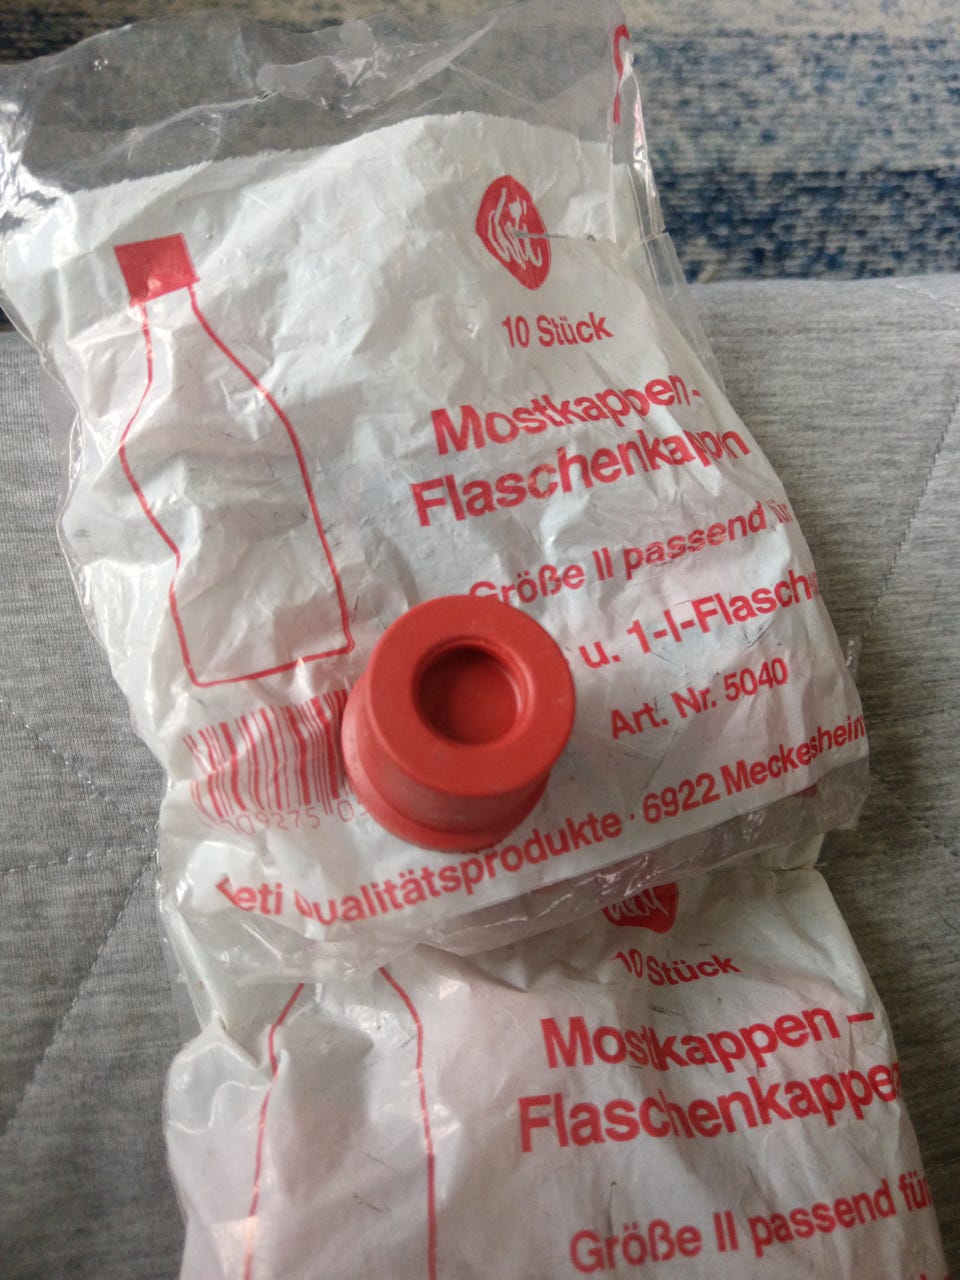 10 Stück
Mostkappen-
Flaschenkappen
Größe II passend für
u. 1-l-Flasch
Art. Nr. 5040
Qualitätsprodukte · 6922 Meckesheim
10 Stück
Mostkappen –
Flaschenkappen
Größe II passend für